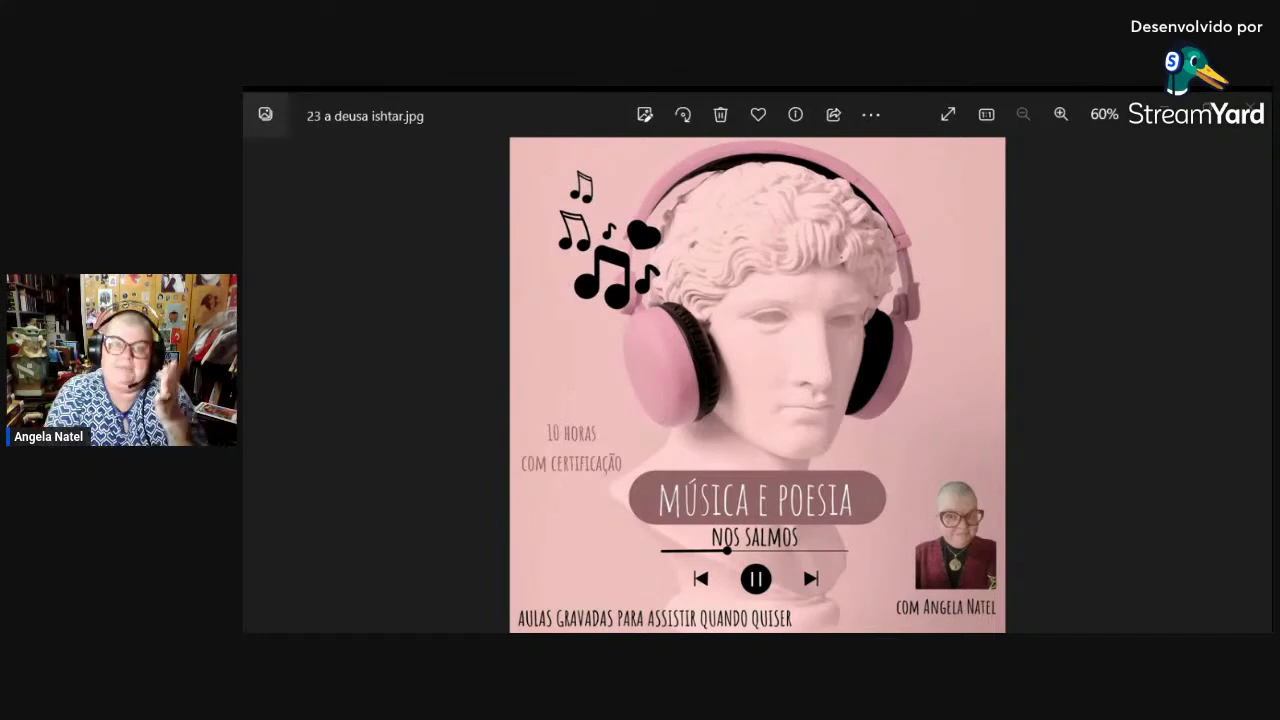 Desenvolvido por
StreamYard
23 a deusa ishtar.jpg
60%
10 HORAS
COM CERTIFICAÇÃO
MÚSICA E POESIA
NOS SALMOS
AULAS GRAVADAS PARA ASSISTIR QUANDO QUISER
COM ANGELA NATEL
Angela Natel